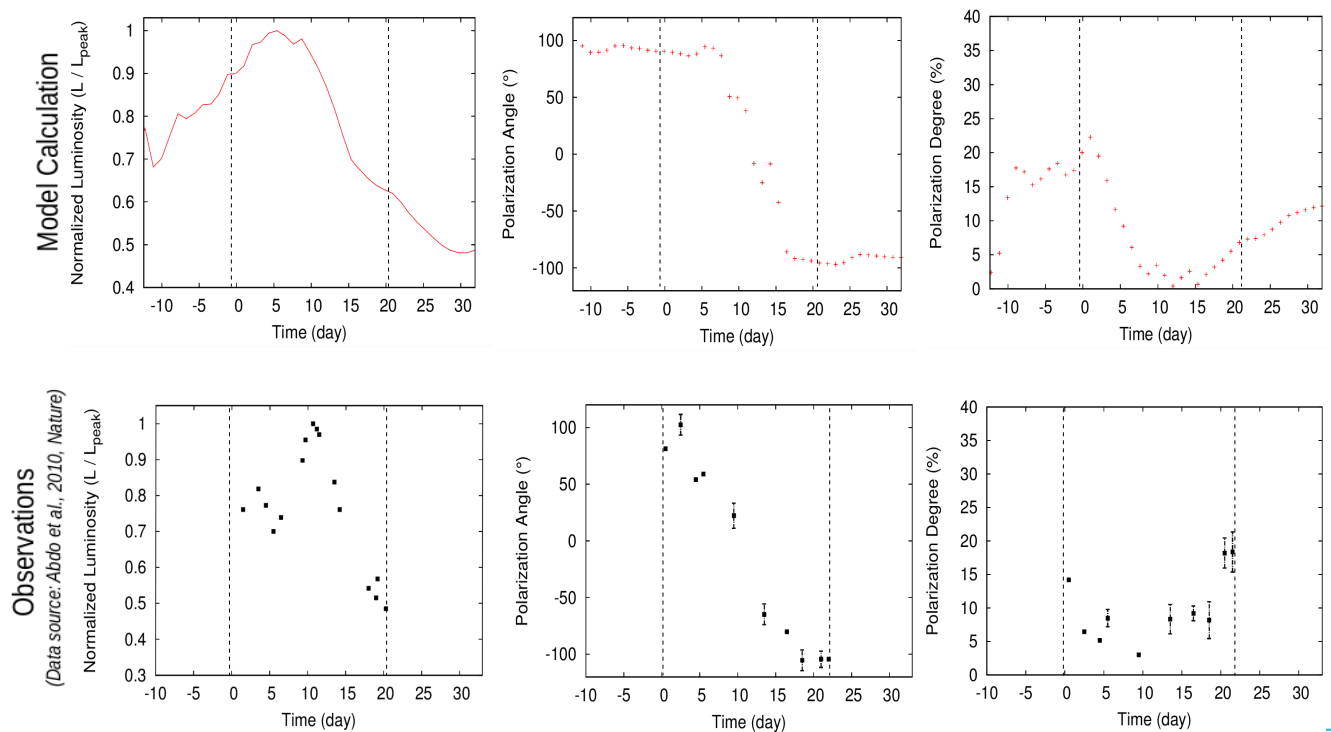 Model Calculation
Normalized Luminosity (L / Lpeak)
1
0.9
0.8
0.7
0.6
0.5
0.4
-10 -5 0 5 10 15 20 25 30
Time (day)
Polarization Angle (°)
100
50
0
-50
-100
-10 -5 0 5 10 15 20 25 30
Time (day)
Polarization Degree (%)
40
35
30
25
20
15
10
5
0
-10 -5 0 5 10 15 20 25 30
Time (day)
Observations
(Data source: Abdo et al., 2010, Nature)
Normalized Luminosity (L / Lpeak)
1
0.9
0.8
0.7
0.6
0.5
0.4
0.3
-10 -5 0 5 10 15 20 25 30
Time (day)
Polarization Angle (°)
100
50
0
-50
-100
-10 -5 0 5 10 15 20 25 30
Time (day)
Polarization Degree (%)
40
35
30
25
20
15
10
5
0
-10 -5 0 5 10 15 20 25 30
Time (day)